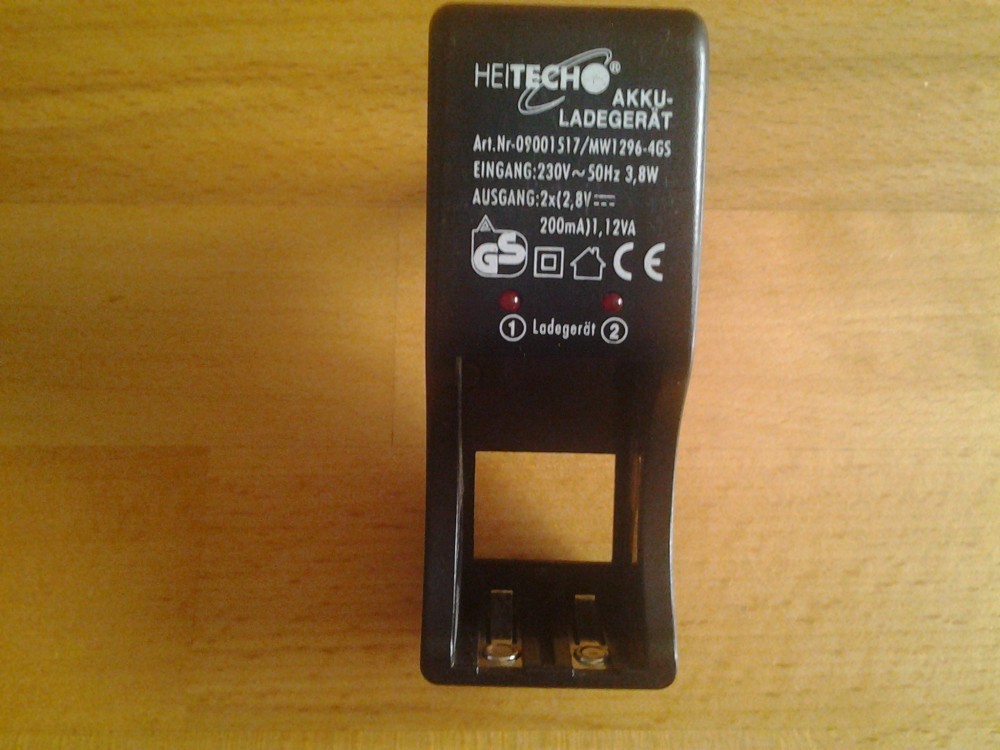 HEITECH®
AKKU-
LADEGERÄT
Art.Nr-09001517/MW1296-4GS
EINGANG:230V~50Hz 3,8W
AUSGANG:2x(2,8V⎓
200mA)1,12VA
GS CE
1 Ladegerät 2